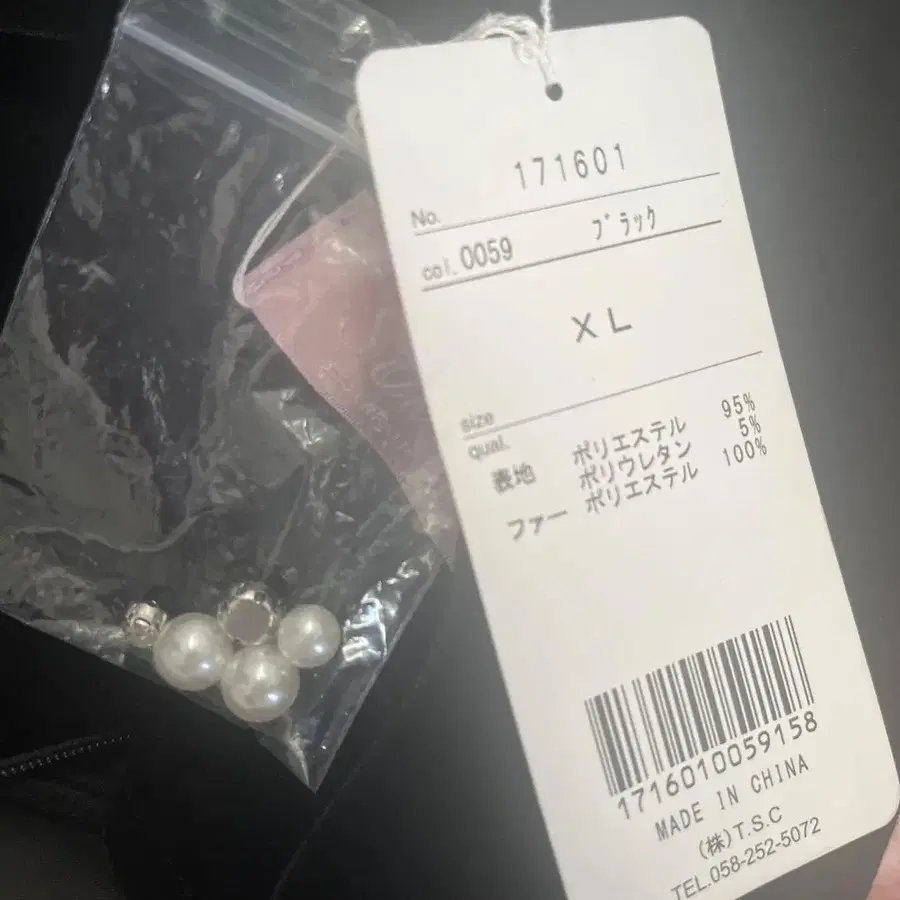 171601
No.
col. 0059 ブラック
XL
size
qual.
表地 ポリエステル 95%
ポリウレタン 5%
ファー ポリエステル 100%
1716010059158
MADE IN CHINA
(株)T.S.C
TEL.058-252-5072